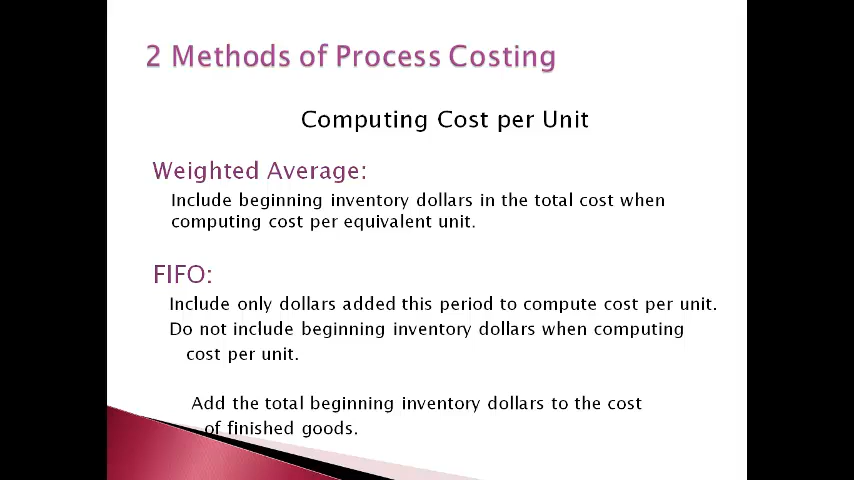 2 Methods of Process Costing
Computing Cost per Unit
Weighted Average:
Include beginning inventory dollars in the total cost when
computing cost per equivalent unit.
FIFO:
Include only dollars added this period to compute cost per unit.
Do not include beginning inventory dollars when computing
cost per unit.
Add the total beginning inventory dollars to the cost
of finished goods.